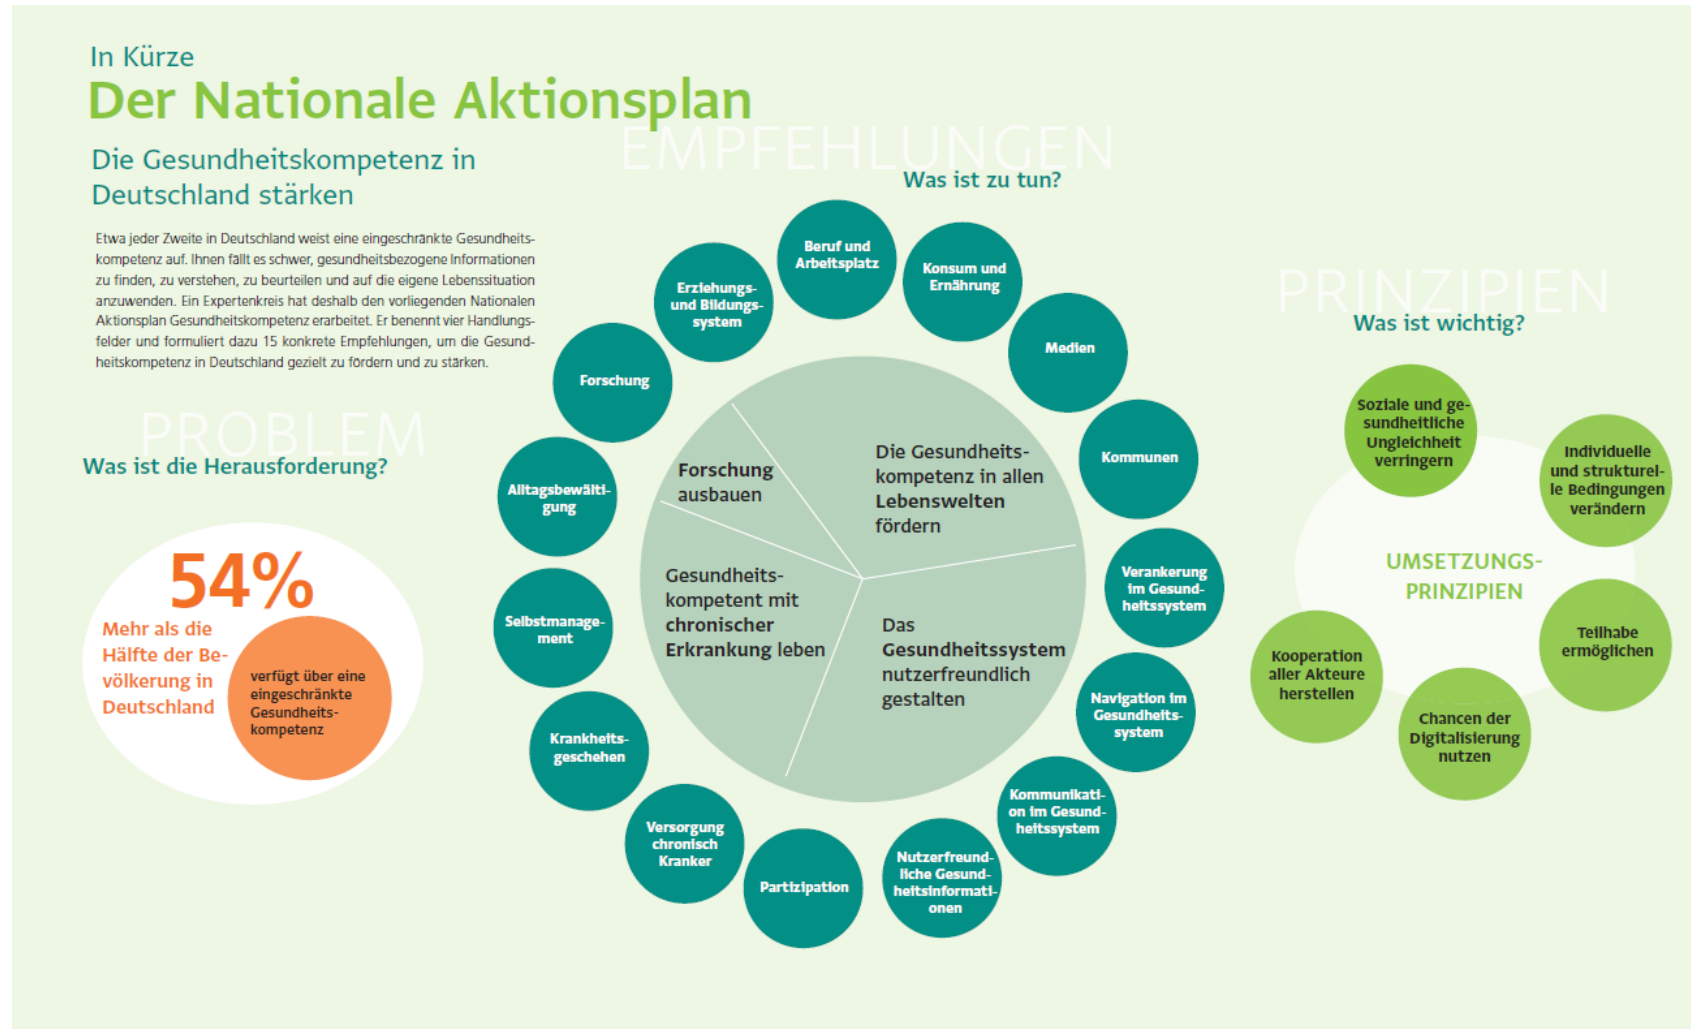 In Kürze
Der Nationale Aktionsplan
Die Gesundheitskompetenz in
Deutschland stärken
Etwa jeder Zweite in Deutschland weist eine eingeschränkte Gesundheits-
kompetenz auf. Ihnen fällt es schwer, gesundheitsbezogene Informationen
zu finden, zu verstehen, zu beurteilen und auf die eigene Lebenssituation
anzuwenden. Ein Expertenkreis hat deshalb den vorliegenden Nationalen
Aktionsplan Gesundheitskompetenz erarbeitet. Er benennt vier Handlungs-
felder und formuliert dazu 15 konkrete Empfehlungen, um die Gesund-
heitskompetenz in Deutschland gezielt zu fördern und zu stärken.
PROBLEM
Was ist die Herausforderung?
54%
Mehr als die
Hälfte der Be-
völkerung in
Deutschland
verfügt über eine
eingeschränkte
Gesundheits-
kompetenz
EMPFEHLUNGEN
Was ist zu tun?
Beruf und
Arbeitsplatz
Konsum und
Ernährung
Medien
Kommunen
Verankerung
im Gesund-
heitssystem
Navigation im
Gesundheits-
system
Kommunikati-
on im Gesund-
heitssystem
Nutzerfreund-
liche Gesund-
heitsinformati-
onen
Partizipation
Versorgung
chronisch
Kranker
Krankheits-
geschehen
Selbstmanage-
ment
Alltagsbewälti-
gung
Forschung
Erziehungs-
und Bildungs-
system
Forschung
ausbauen
Die Gesundheits-
kompetenz in allen
Lebenswelten
fördern
Gesundheits-
kompetent mit
chronischer
Erkrankung leben
Das
Gesundheitssystem
nutzerfreundlich
gestalten
PRINZIPIEN
Was ist wichtig?
Soziale und ge-
sundheitliche
Ungleichheit
verringern
Individuelle
und strukturel-
le Bedingungen
verändern
UMSETZUNGS-
PRINZIPIEN
Teilhabe
ermöglichen
Chancen der
Digitalisierung
nutzen
Kooperation
aller Akteure
herstellen